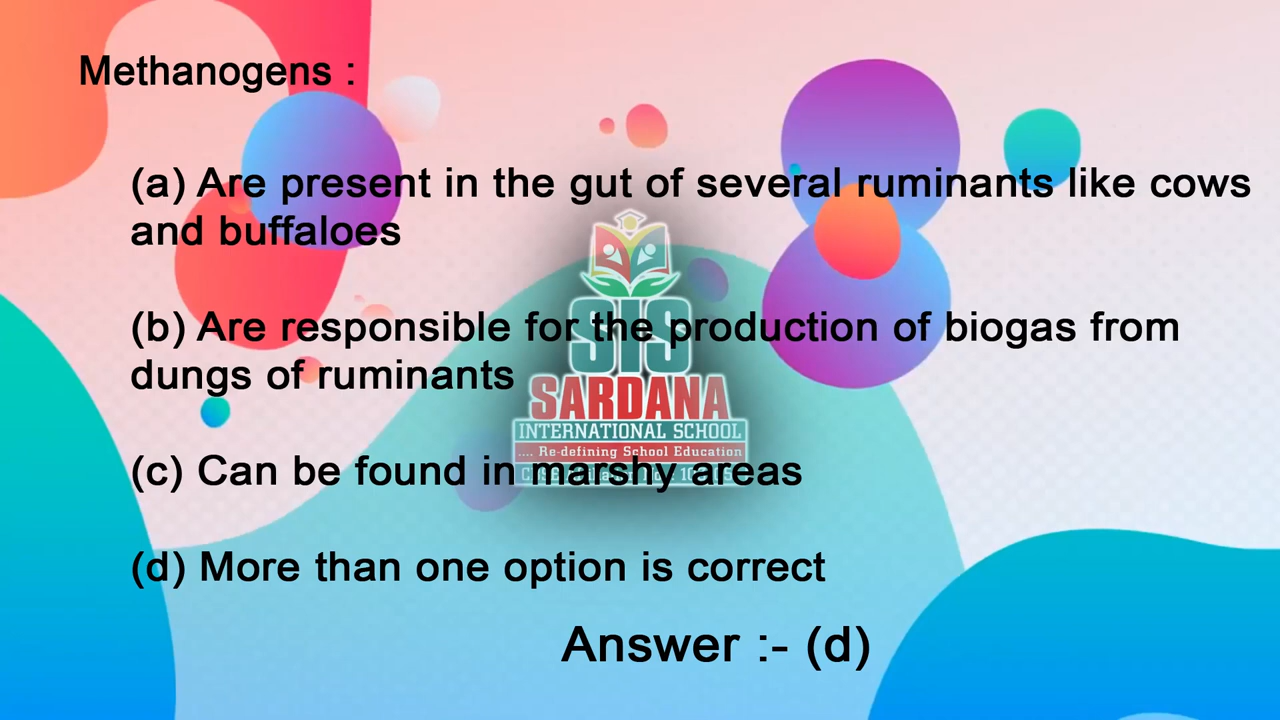 Methanogens :
(a) Are present in the gut of several ruminants like cows
and buffaloes
(b) Are responsible for the production of biogas from
dungs of ruminants
SIS
SARDANA
INTERNATIONAL SCHOOL
.... Re-defining School Education
(c) Can be found in marshy areas
(d) More than one option is correct
Answer :- (d)